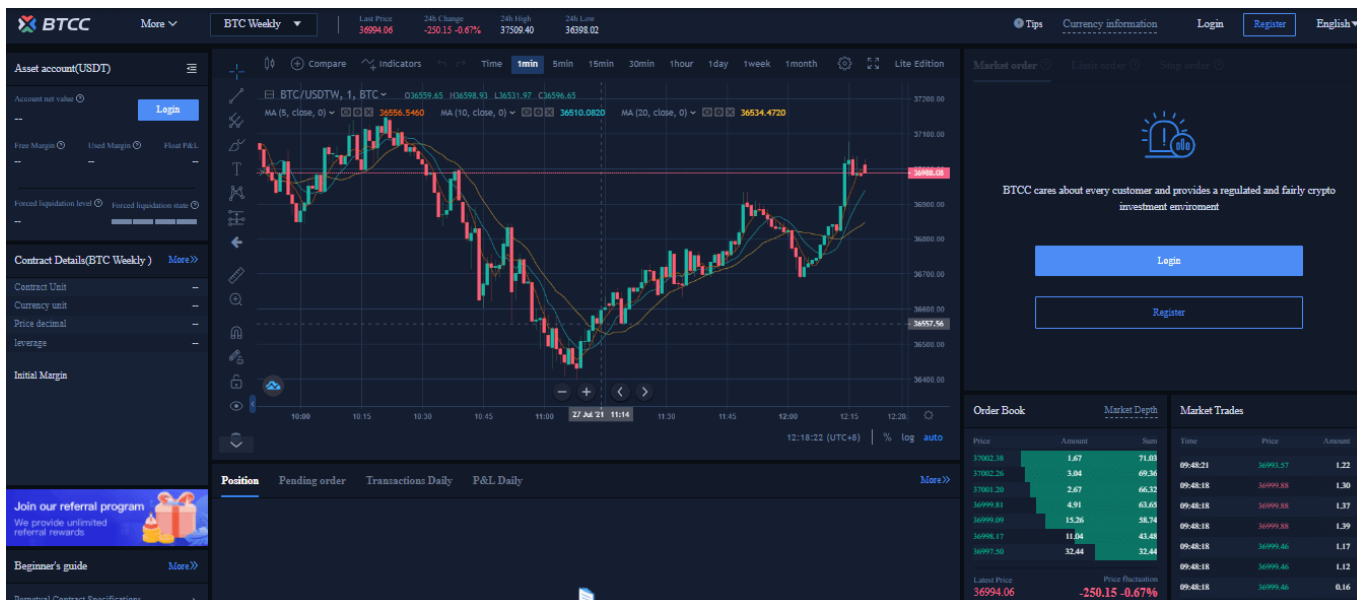 BTCC
More
BTC Weekly
Last Price
36994.06
24h Change
-250.15 -0.67%
24h High
37509.40
24h Low
36398.02
Tips
Currency information
Login
Register
English
Asset account(USDT)
Account net value
--
Login
Free Margin
Used Margin
Float P&L
--
--
--
Forced liquidation level
Forced liquidation state
--
Contract Details(BTC Weekly )
More
Contract Unit --
Currency unit --
Price decimal --
leverage --
Initial Margin
Join our referral program
We provide unlimited
referral rewards
Beginner's guide
More
Perpetual Contract Specifications
Compare
Indicators
Time
1min
5min
15min
30min
1hour
1day
1week
1month
Lite Edition
BTC/USDTW, 1, BTC
O36559.65 H36598.93 L36531.97 C36596.65
MA (5, close, 0) 36556.5460
MA (10, close, 0) 36510.0820
MA (20, close, 0) 36534.4720
37200.00
37100.00
36988.08
36900.00
36800.00
36700.00
36600.00
36557.56
36500.00
36400.00
10:00
10:15
10:30
10:45
11:00
27 Jul '21 11:14
11:30
11:45
12:00
12:15
12:20:
12:18:22 (UTC+8)
%
log
auto
Position
Pending order
Transactions Daily
P&L Daily
More
Market order
Limit order
Stop order
BTCC cares about every customer and provides a regulated and fairly crypto
investment enviroment
Login
Register
Order Book
Market Depth
Price Amount Sum
37002.38 1.67 71.03
37002.26 3.04 69.36
37001.20 2.67 66.32
36999.81 4.91 63.65
36999.09 15.26 58.74
36998.17 11.04 43.48
36997.50 32.44 32.44
Latest Price
36994.06
Price fluctuation
-250.15 -0.67%
Market Trades
Time Price Amount
09:48:21 36993.57 1.22
09:48:18 36999.88 1.30
09:48:18 36999.88 1.37
09:48:18 36999.88 1.39
09:48:18 36999.46 1.17
09:48:18 36999.46 1.12
09:48:18 36999.46 0.16